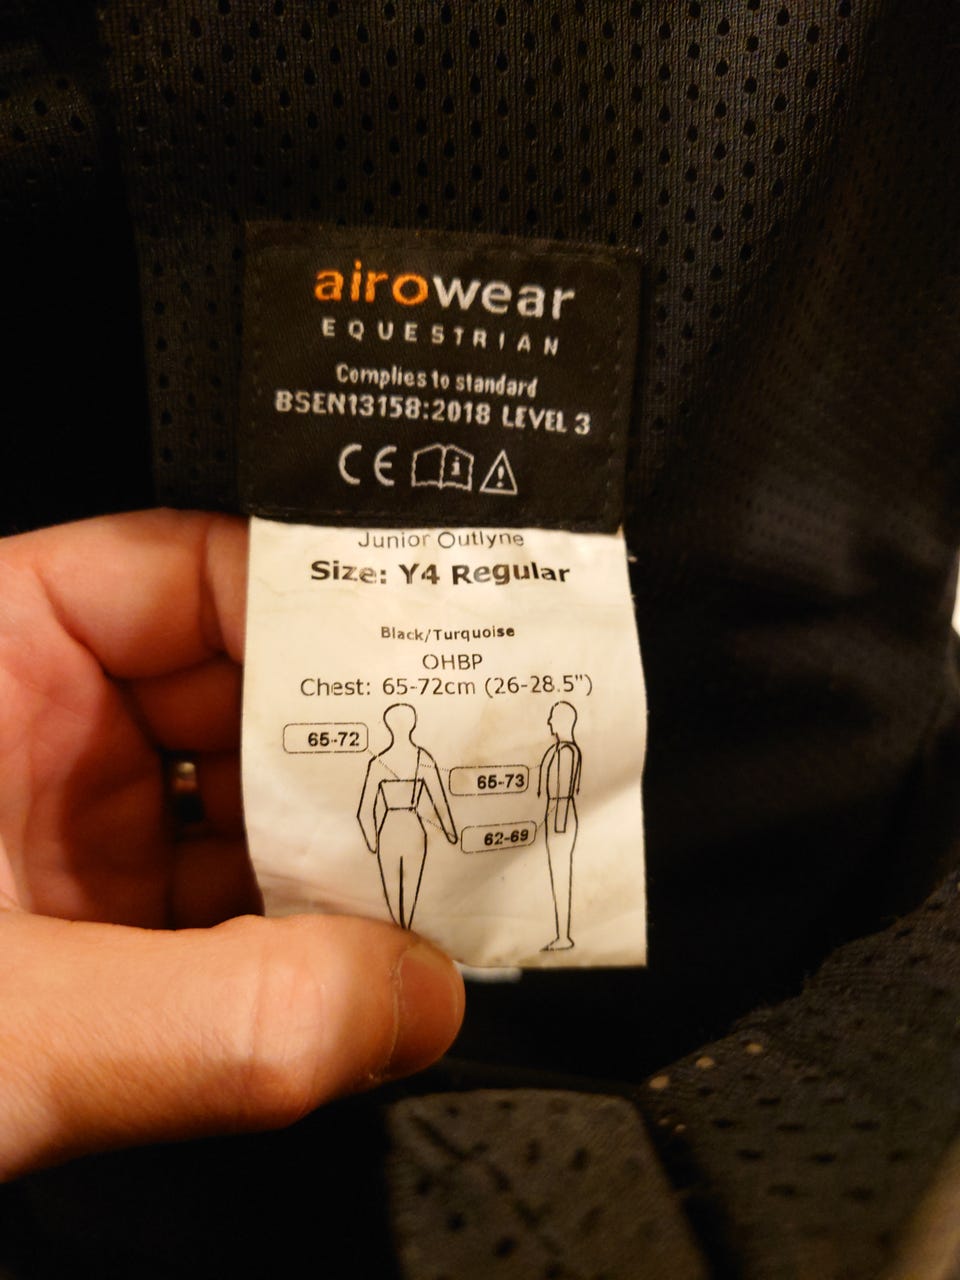 airowear
EQUESTRIAN
Complies to standard
BSEN13158:2018 LEVEL 3
CE
Junior Outlyne
Size: Y4 Regular
Black/Turquoise
OHBP
Chest: 65-72cm (26-28.5")
65-72
65-73
62-69